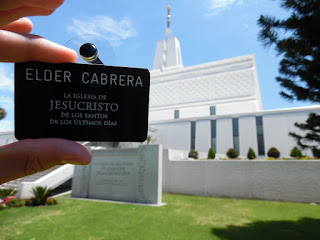 ELDER CABRERA
LA IGLESIA DE
JESUCRISTO
DE LOS SANTOS
DE LOS ÚLTIMOS DÍAS